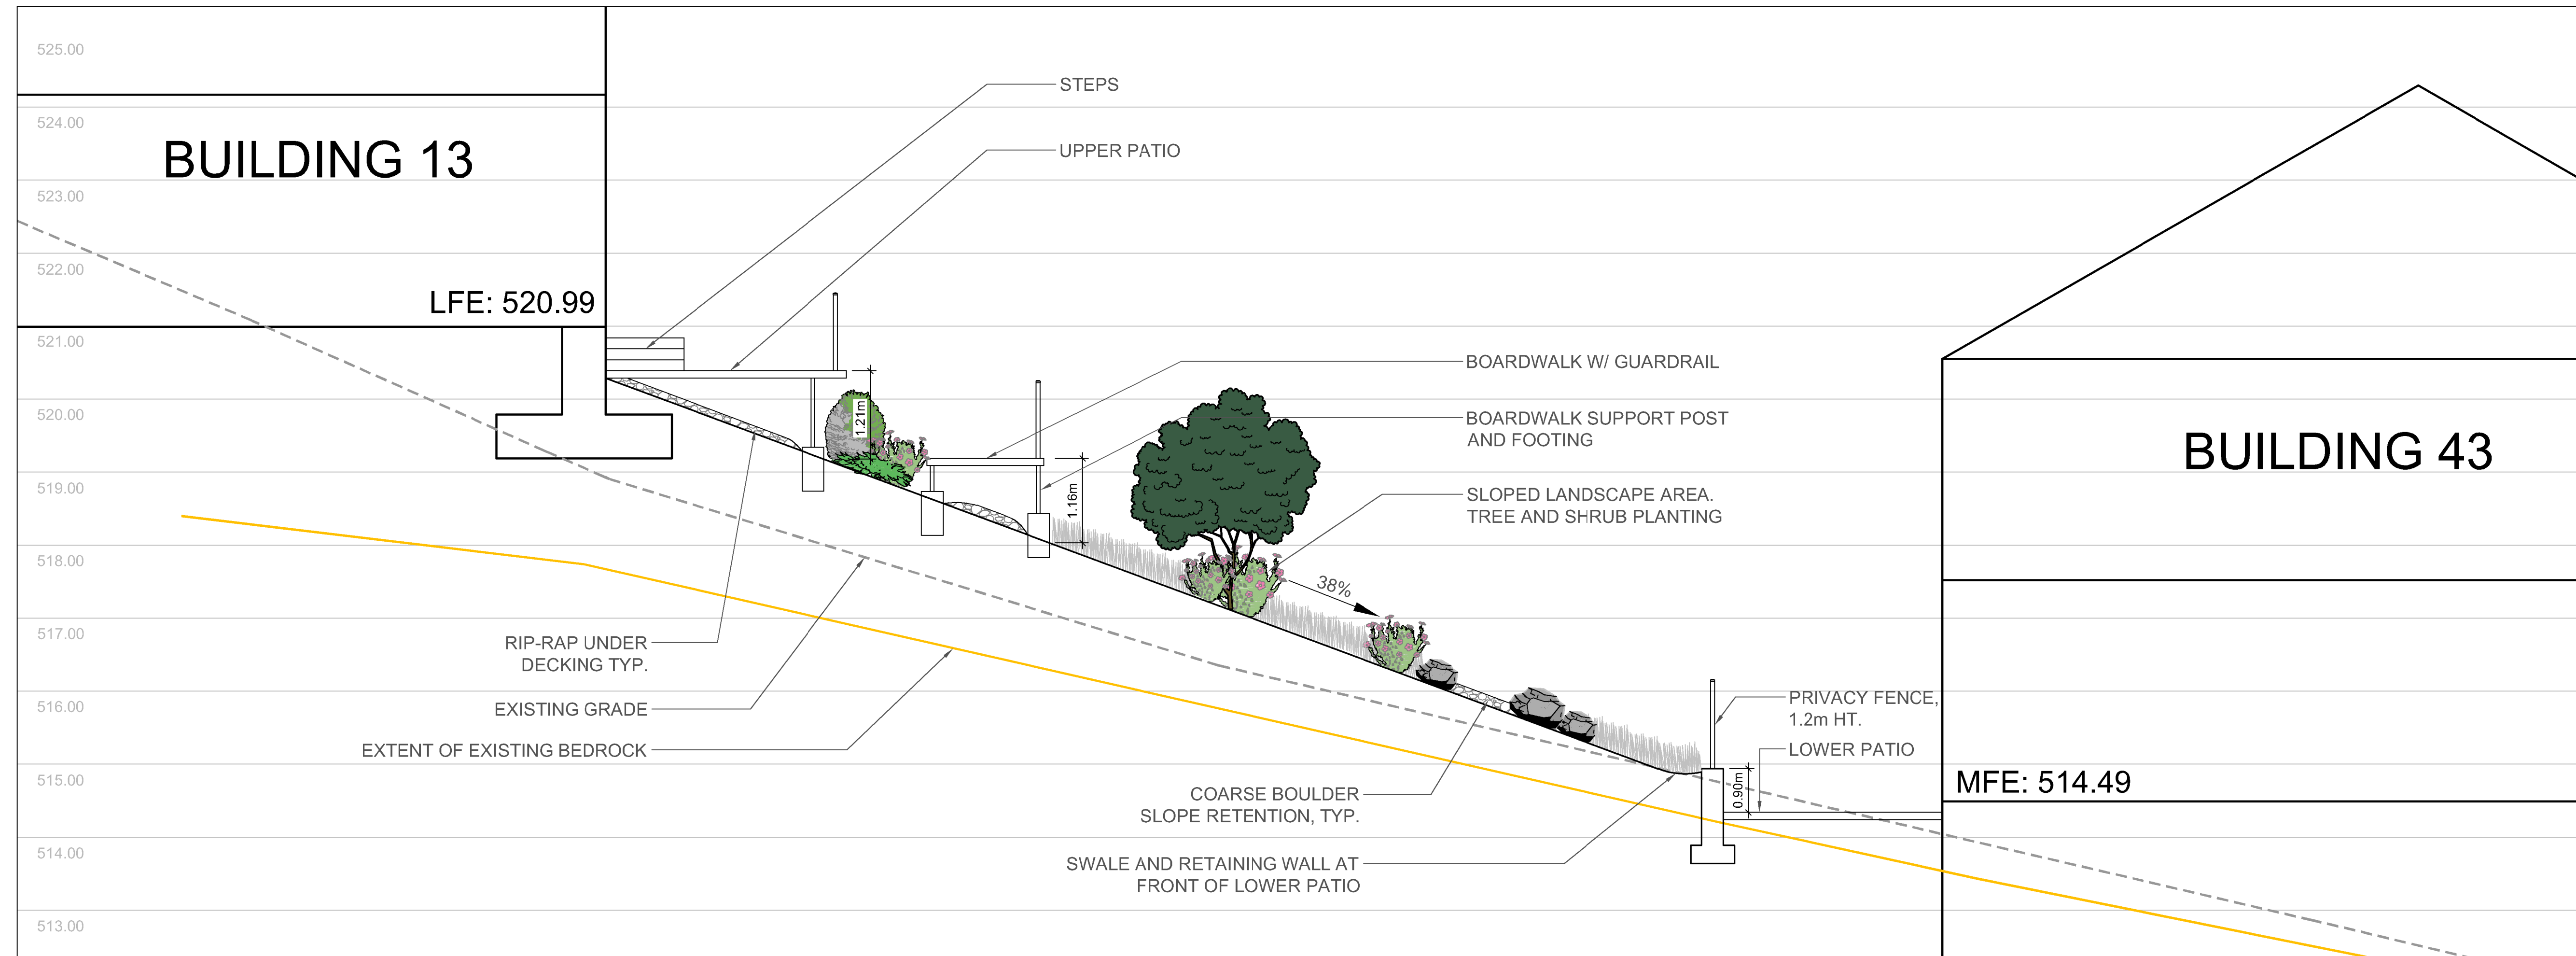 525.00
524.00
523.00
522.00
521.00
520.00
519.00
518.00
517.00
516.00
515.00
514.00
513.00
BUILDING 13
LFE: 520.99
STEPS
UPPER PATIO
BOARDWALK W/ GUARDRAIL
BOARDWALK SUPPORT POST
AND FOOTING
SLOPED LANDSCAPE AREA.
TREE AND SHRUB PLANTING
1.21m
1.16m
38%
RIP-RAP UNDER
DECKING TYP.
EXISTING GRADE
EXTENT OF EXISTING BEDROCK
COARSE BOULDER
SLOPE RETENTION, TYP.
SWALE AND RETAINING WALL AT
FRONT OF LOWER PATIO
PRIVACY FENCE,
1.2m HT.
LOWER PATIO
0.90m
BUILDING 43
MFE: 514.49